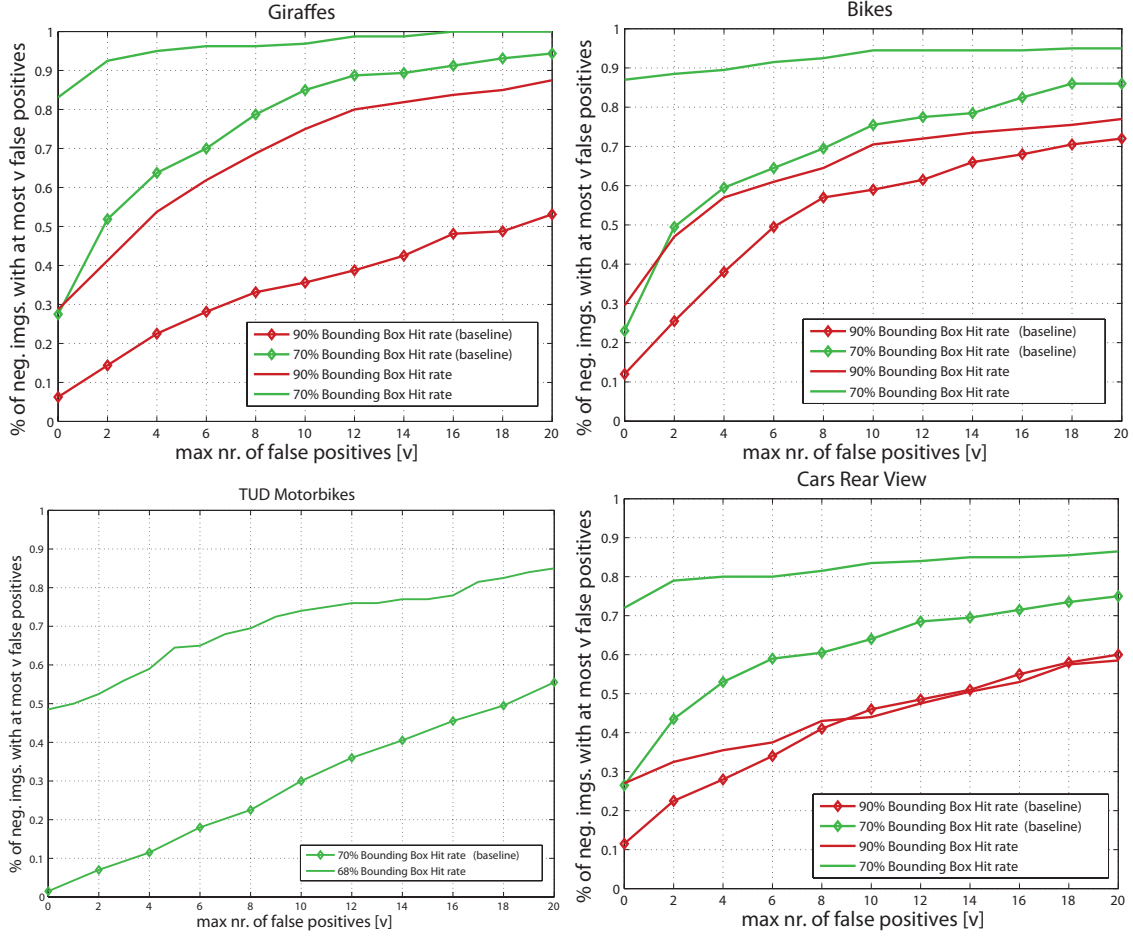 Giraffes
% of neg. imgs. with at most v false positives
1
0.9
0.8
0.7
0.6
0.5
0.4
0.3
0.2
0.1
0
90% Bounding Box Hit rate (baseline)
70% Bounding Box Hit rate (baseline)
90% Bounding Box Hit rate
70% Bounding Box Hit rate
0 2 4 6 8 10 12 14 16 18 20
max nr. of false positives [v]
Bikes
% of neg. imgs. with at most v false positives
1
0.9
0.8
0.7
0.6
0.5
0.4
0.3
0.2
0.1
0
90% Bounding Box Hit rate (baseline)
70% Bounding Box Hit rate (baseline)
90% Bounding Box Hit rate
70% Bounding Box Hit rate
0 2 4 6 8 10 12 14 16 18 20
max nr. of false positives [v]
TUD Motorbikes
% of neg. imgs. with at most v false positives
1
0.9
0.8
0.7
0.6
0.5
0.4
0.3
0.2
0.1
0
70% Bounding Box Hit rate (baseline)
68% Bounding Box Hit rate
0 2 4 6 8 10 12 14 16 18 20
max nr. of false positives [v]
Cars Rear View
% of neg. imgs. with at most v false positives
1
0.9
0.8
0.7
0.6
0.5
0.4
0.3
0.2
0.1
0
90% Bounding Box Hit rate (baseline)
70% Bounding Box Hit rate (baseline)
90% Bounding Box Hit rate
70% Bounding Box Hit rate
0 2 4 6 8 10 12 14 16 18 20
max nr. of false positives [v]